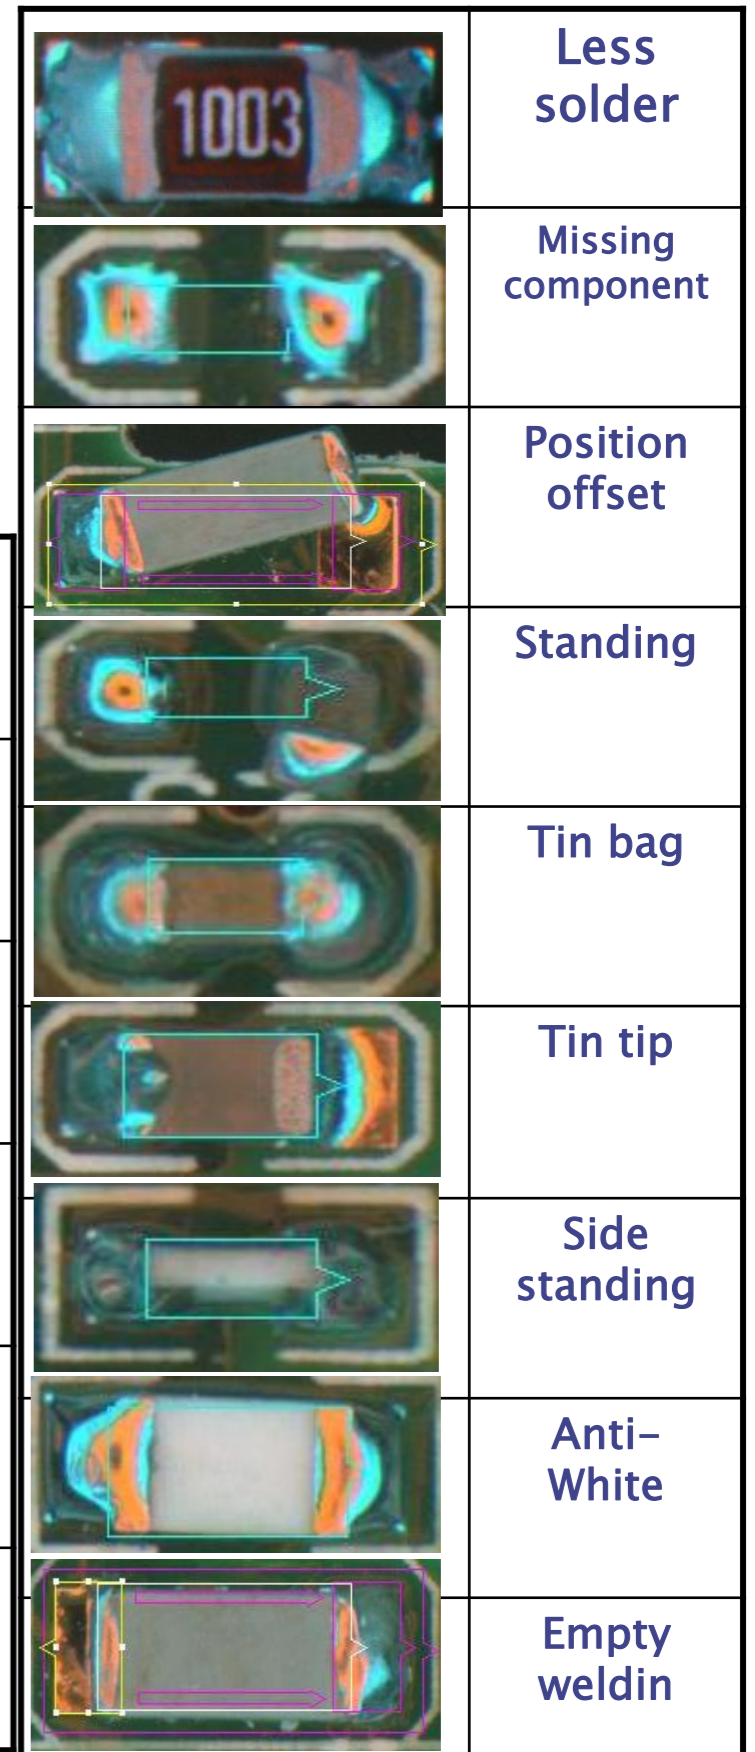 1003
Less
solder
Missing
component
Position
offset
Standing
Tin bag
Tin tip
Side
standing
Anti-
White
Empty
weldin